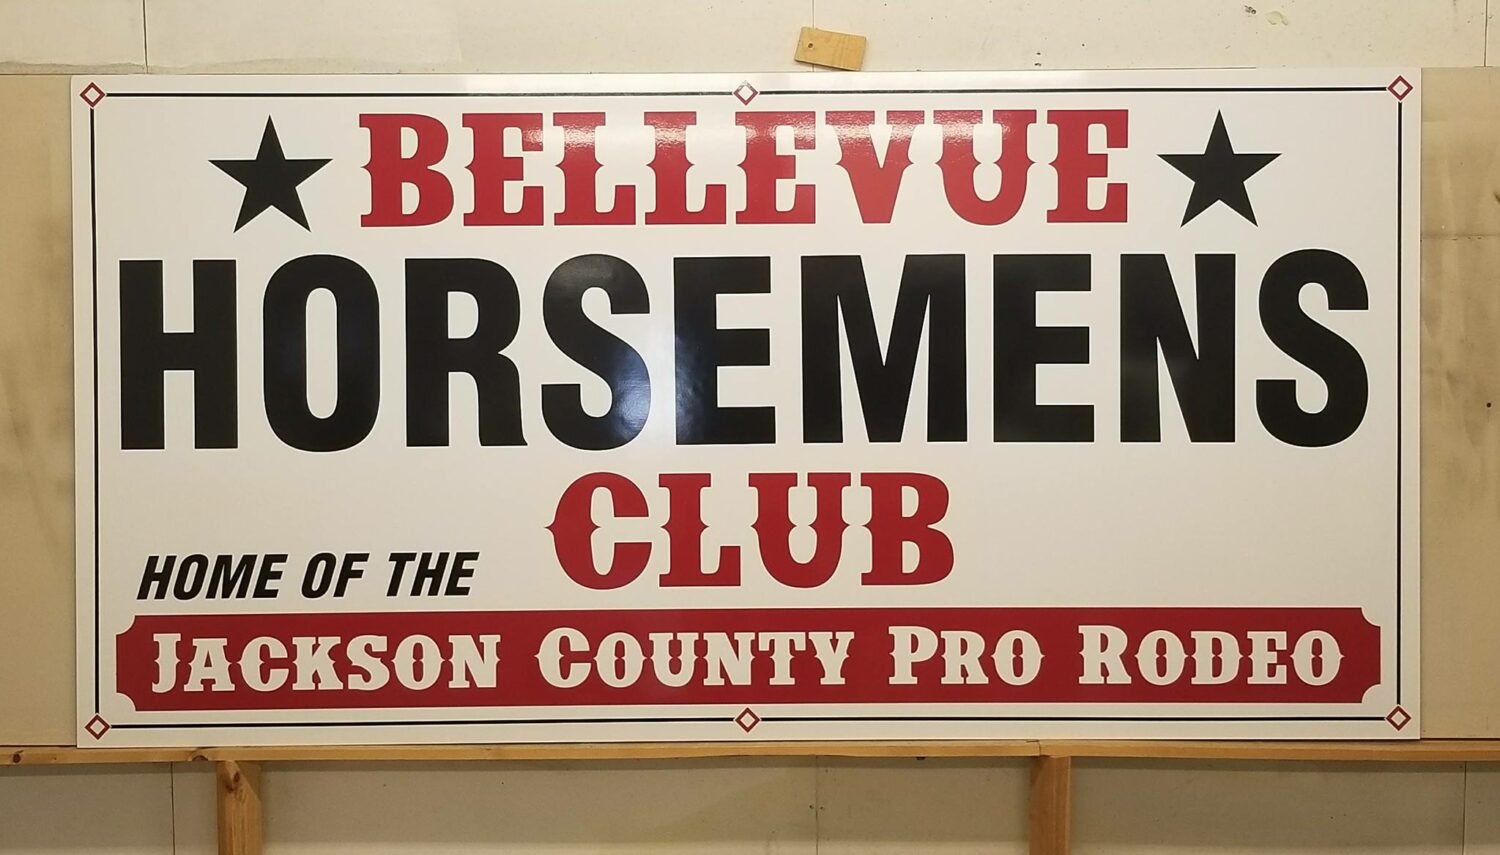 BELLEVUE
HORSEMENS
CLUB
HOME OF THE
JACKSON COUNTY PRO RODEO